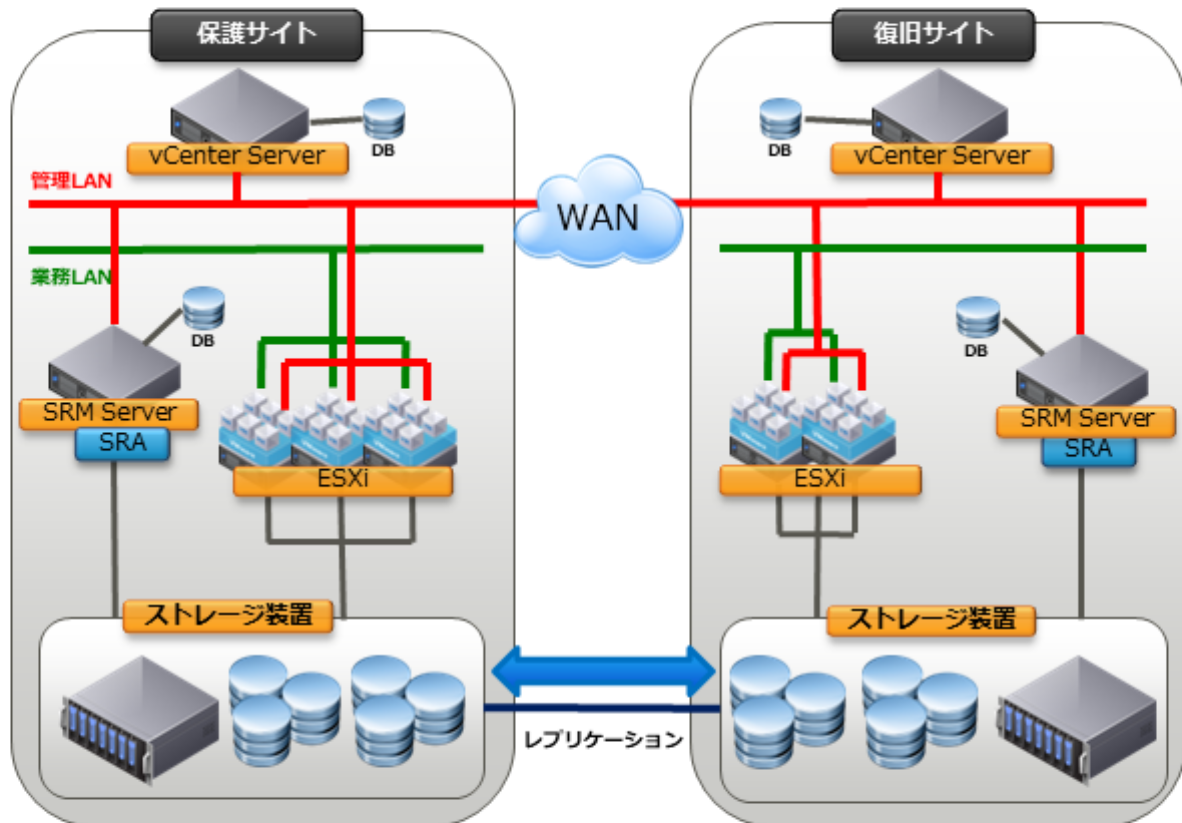 保護サイト
復旧サイト
DB
vCenter Server
DB
vCenter Server
管理LAN
WAN
業務LAN
DB
DB
SRM Server
SRA
ESXi
ESXi
SRM Server
SRA
ストレージ装置
ストレージ装置
レプリケーション